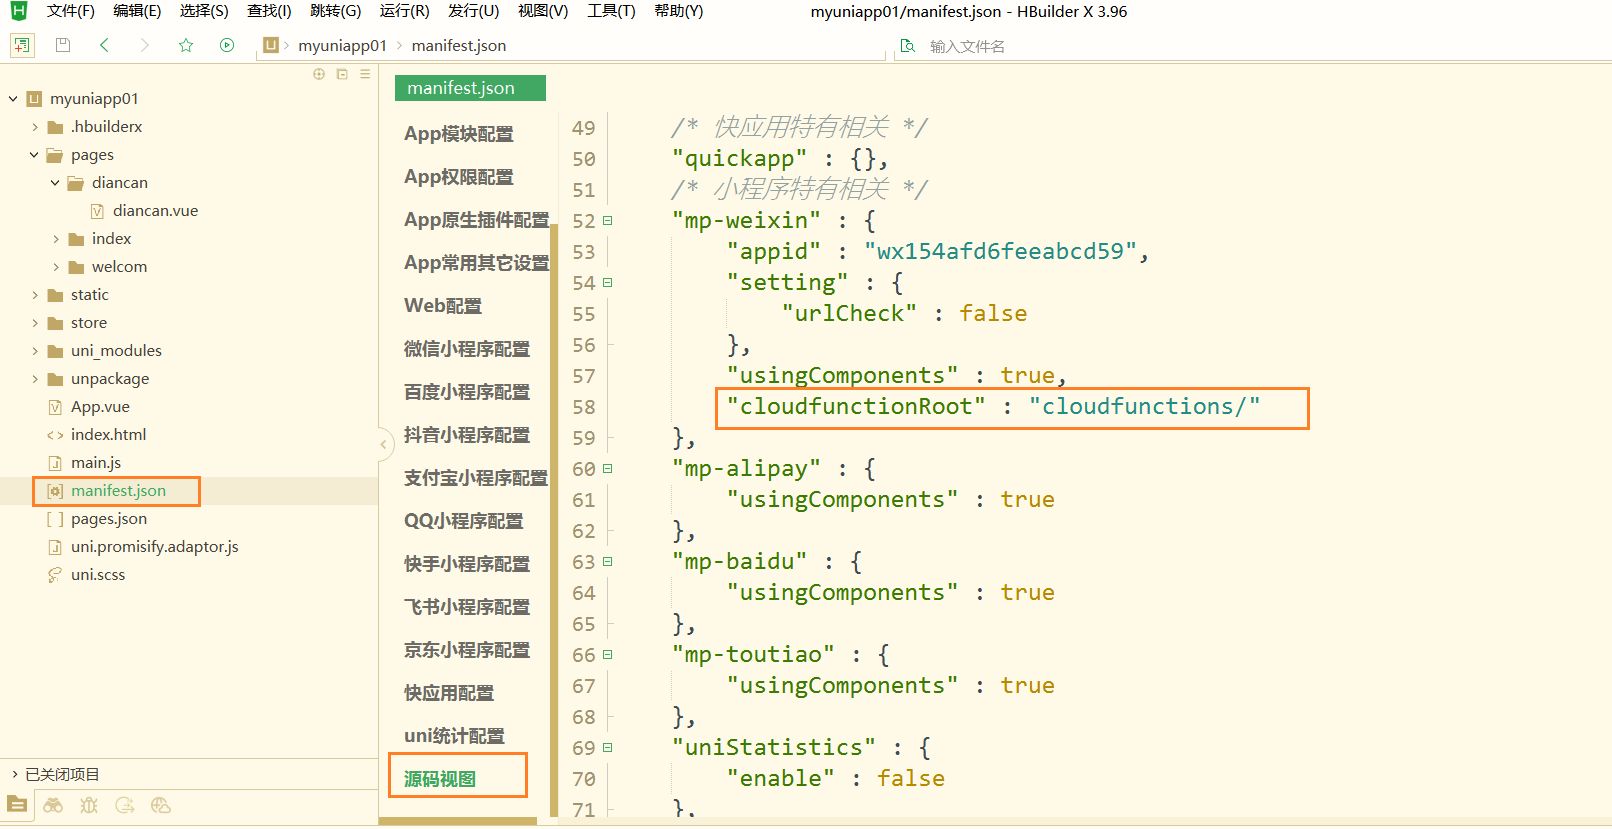 文件(F) 编辑(E) 选择(S) 查找(I) 跳转(G) 运行(R) 发行(U) 视图(V) 工具(T) 帮助(Y) myuniapp01/manifest.json - HBuilder X 3.96
myuniapp01 > manifest.json 输入文件名
myuniapp01
.hbuilderx
pages
diancan
diancan.vue
index
welcom
static
store
uni_modules
unpackage
App.vue
index.html
main.js
manifest.json
pages.json
uni.promisify.adaptor.js
uni.scss
已关闭项目
manifest.json
App模块配置
App权限配置
App原生插件配置
App常用其它设置
Web配置
微信小程序配置
百度小程序配置
抖音小程序配置
支付宝小程序配置
QQ小程序配置
快手小程序配置
飞书小程序配置
京东小程序配置
快应用配置
uni统计配置
源码视图
49 /* 快应用特有相关 */
50 "quickapp" : {},
51 /* 小程序特有相关 */
52 "mp-weixin" : {
53 "appid" : "wx154afd6feeabcd59",
54 "setting" : {
55 "urlCheck" : false
56 },
57 "usingComponents" : true,
58 "cloudfunctionRoot" : "cloudfunctions/"
59 },
60 "mp-alipay" : {
61 "usingComponents" : true
62 },
63 "mp-baidu" : {
64 "usingComponents" : true
65 },
66 "mp-toutiao" : {
67 "usingComponents" : true
68 },
69 "uniStatistics" : {
70 "enable" : false
71 },